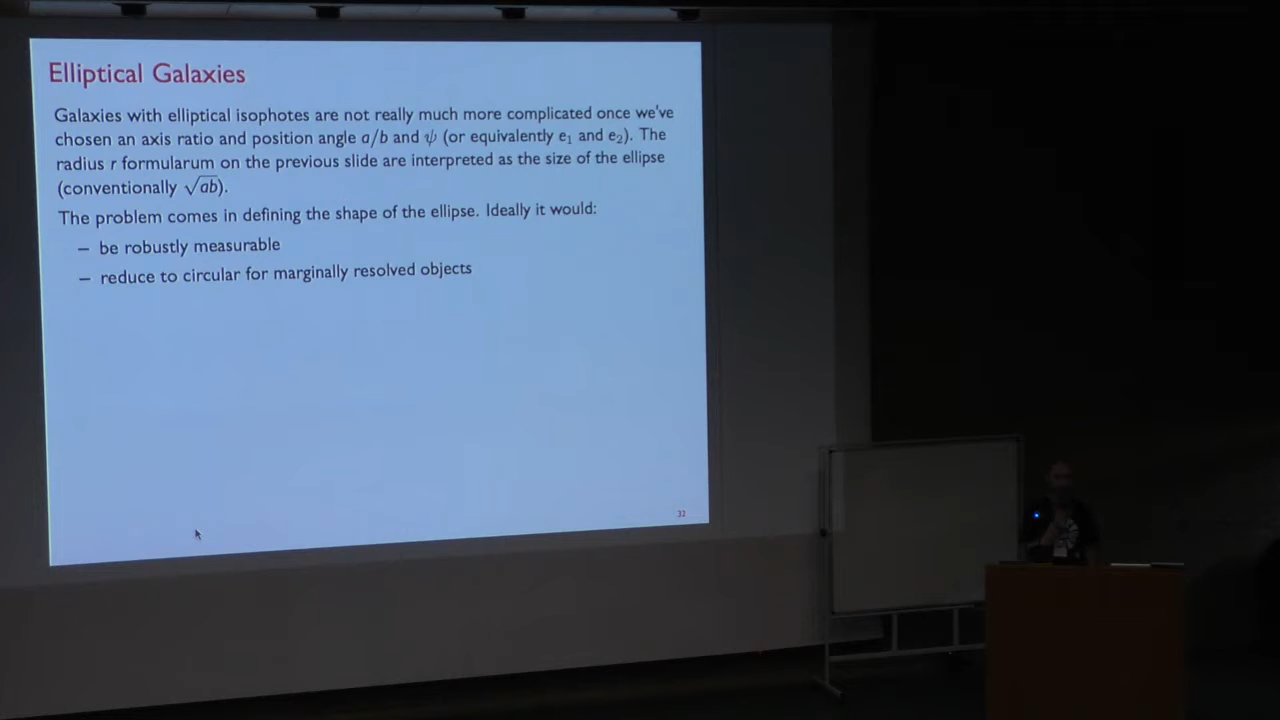 Elliptical Galaxies
Galaxies with elliptical isophotes are not really much more complicated once we've
chosen an axis ratio and position angle a/b and ψ (or equivalently e₁ and e₂). The
radius r formularum on the previous slide are interpreted as the size of the ellipse
(conventionally √ab).
The problem comes in defining the shape of the ellipse. Ideally it would:
– be robustly measurable
– reduce to circular for marginally resolved objects
32